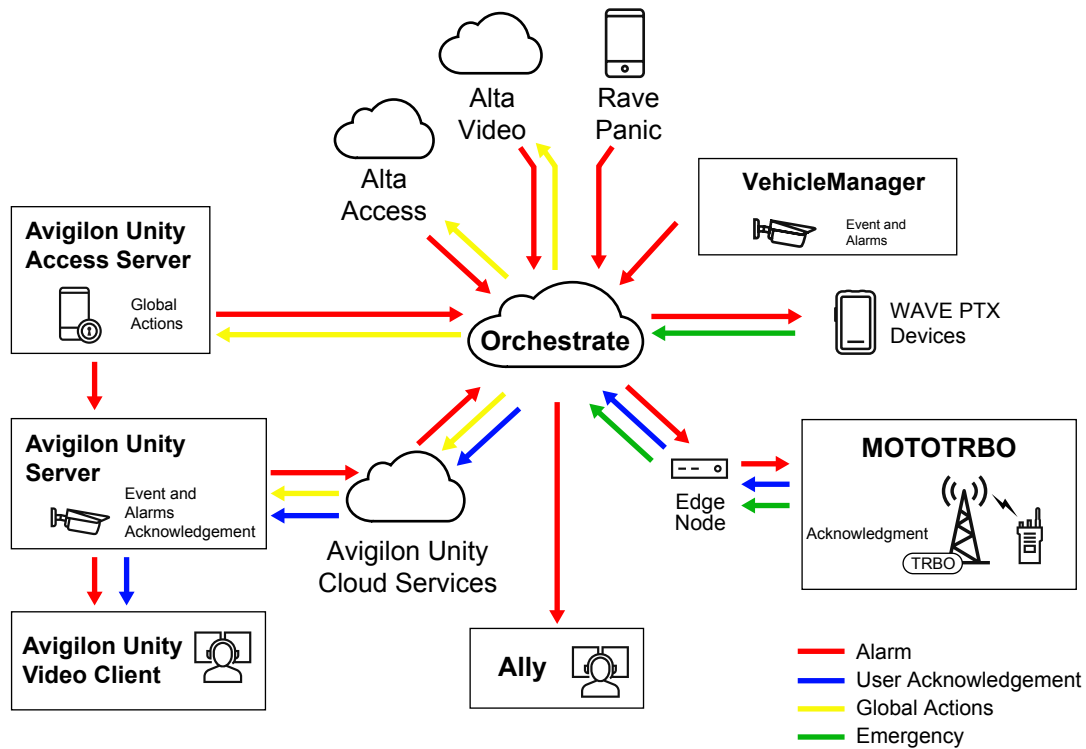 Alta
Video
Rave
Panic
Alta
Access
VehicleManager
Event and
Alarms
Avigilon Unity
Access Server
Global
Actions
Orchestrate
WAVE PTX
Devices
Avigilon Unity
Server
Event and
Alarms
Acknowledgement
Avigilon Unity
Cloud Services
Edge
Node
MOTOTRBO
Acknowledgment
TRBO
Avigilon Unity
Video Client
Ally
Alarm
User Acknowledgement
Global Actions
Emergency